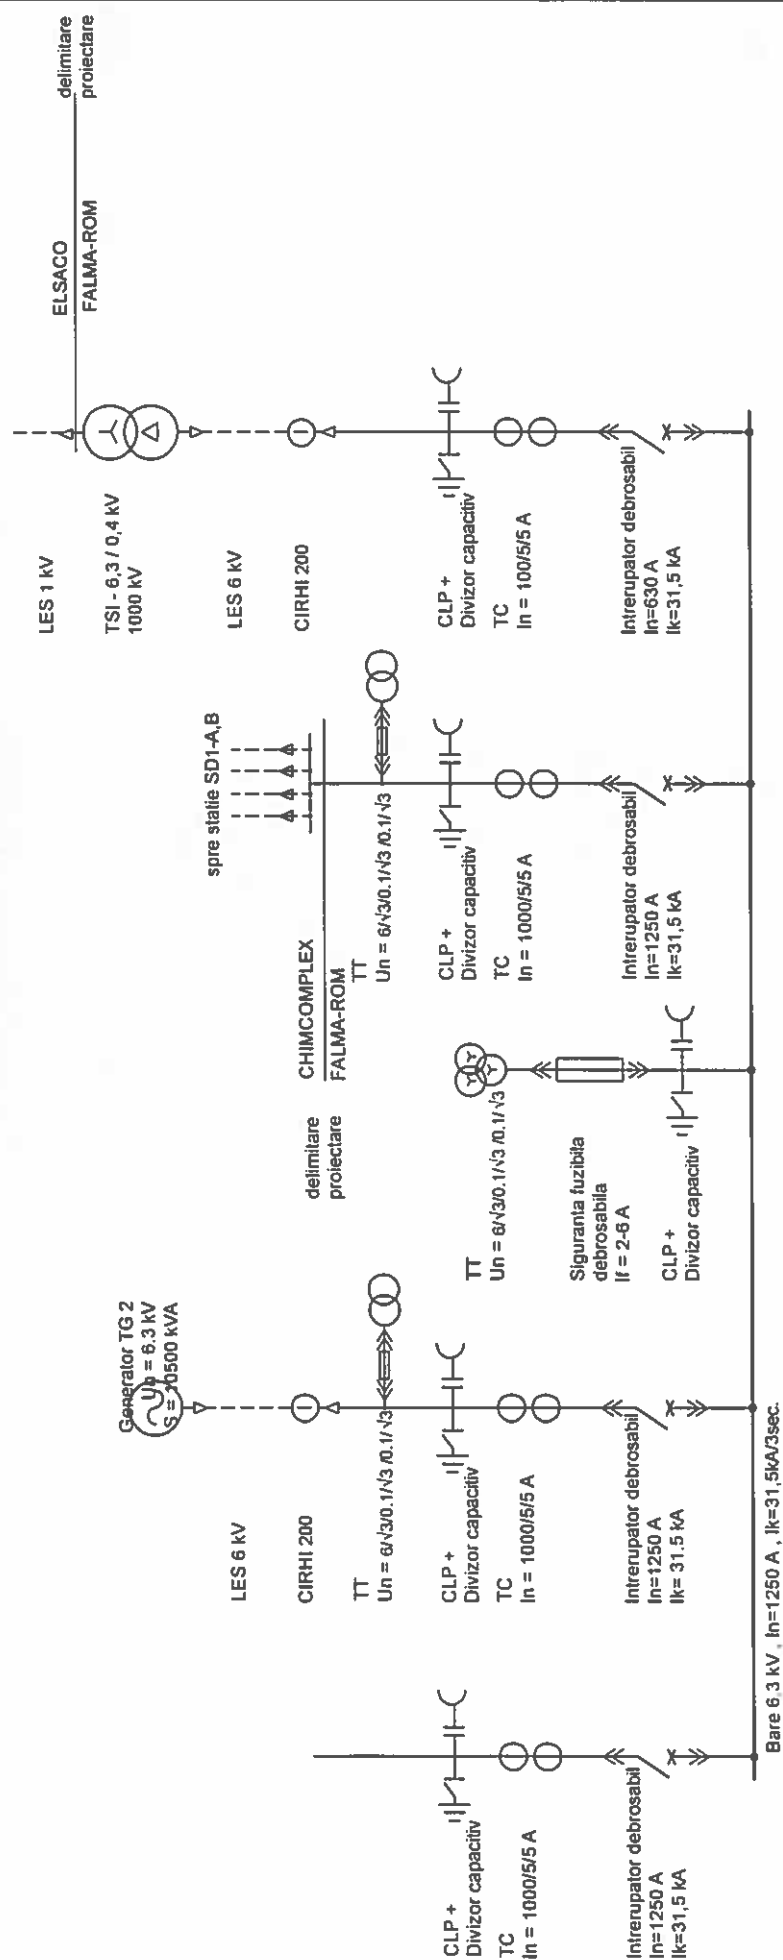 CLP +
Divizor capacitiv
TC
In = 1000/5/5 A
Intrerupator debrosabil
In=1250 A
Ik=31,5 kA
Bare 6,3 kV , In=1250 A , Ik=31,5kA/3sec.
Generator TG 2
Un = 6.3 kV
S = 10500 kVA
LES 6 kV
CIRHI 200
TT
Un = 6/√3/0.1/√3 /0.1/√3
CLP +
Divizor capacitiv
TC
In = 1000/5/5 A
Intrerupator debrosabil
In=1250 A
Ik= 31.5 kA
TT
Un = 6/√3/0.1/√3 /0.1/√3
Siguranta fuzibila
debrosabila
If = 2-6 A
CLP +
Divizor capacitiv
delimitare
proiectare
CHIMCOMPLEX
FALMA-ROM
spre statie SD1-A,B
TT
Un = 6/√3/0.1/√3 /0.1/√3
CLP +
Divizor capacitiv
TC
In = 1000/5/5 A
Intrerupator debrosabil
In=1250 A
Ik=31,5 kA
LES 1 kV
TSI - 6,3 / 0,4 kV
1000 kV
LES 6 kV
CIRHI 200
CLP +
Divizor capacitiv
TC
In = 100/5/5 A
Intrerupator debrosabil
In=630 A
Ik=31,5 kA
ELSACO
FALMA-ROM
delimitare
proiectare